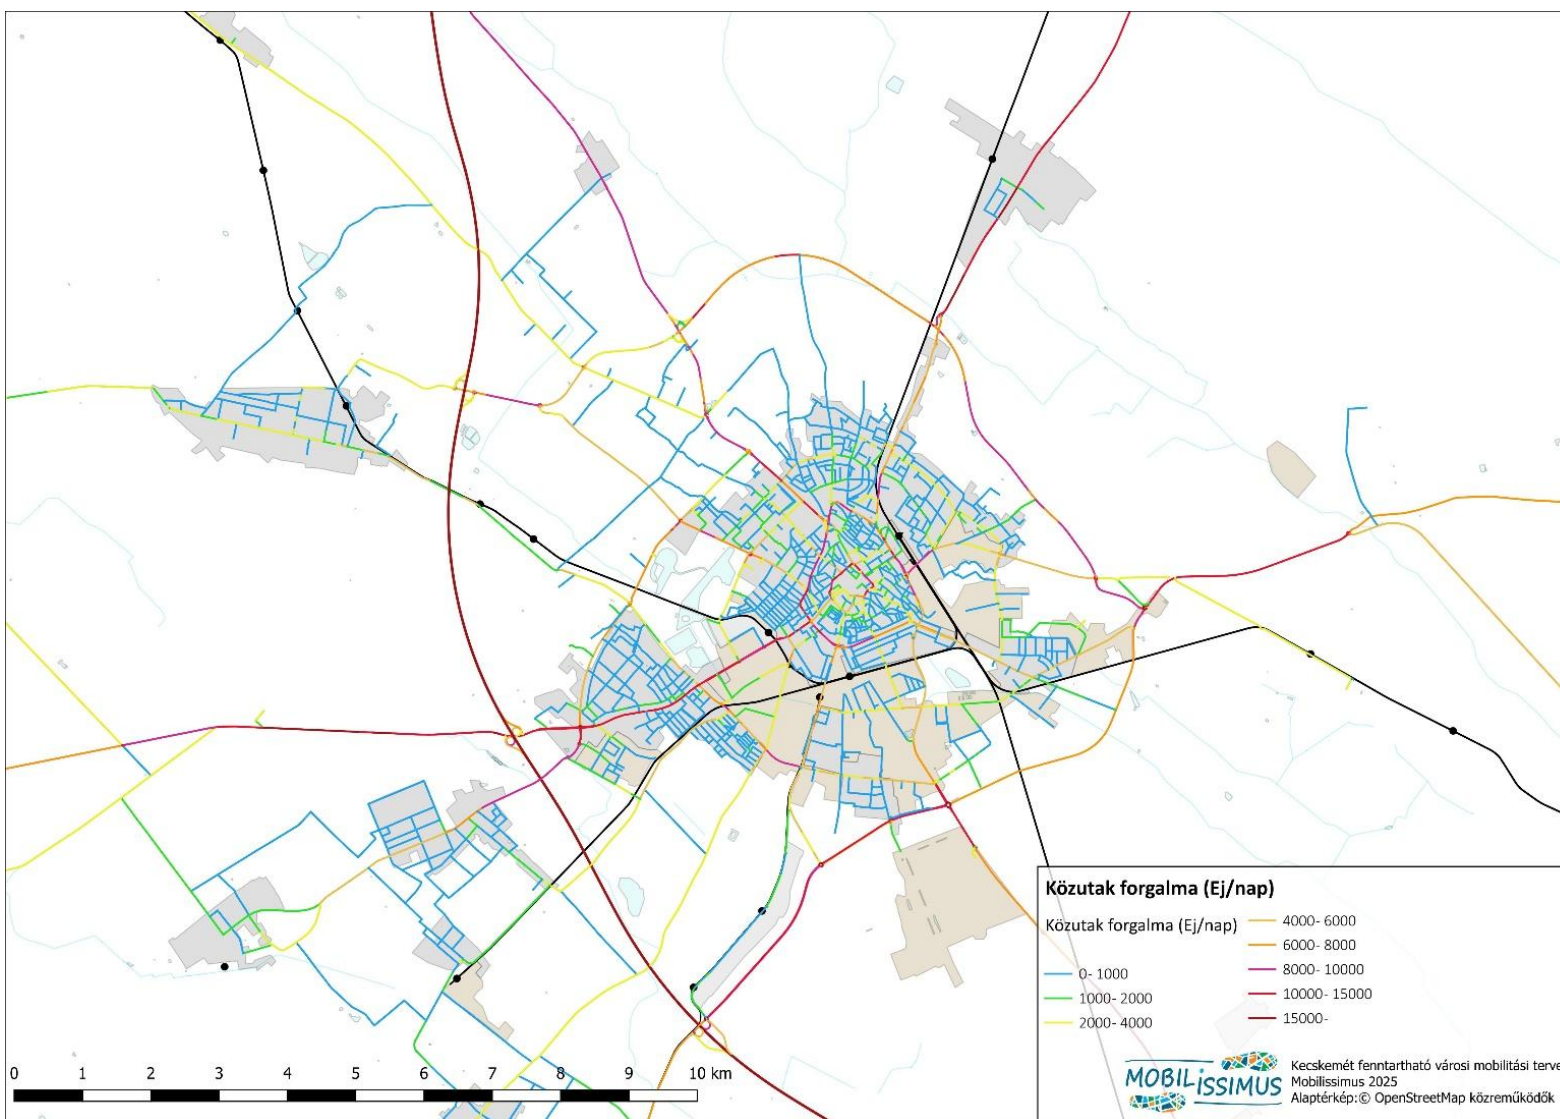 Közutak forgalma (Ej/nap)
Közutak forgalma (Ej/nap)
0- 1000
1000- 2000
2000- 4000
4000- 6000
6000- 8000
8000- 10000
10000- 15000
15000-
0 1 2 3 4 5 6 7 8 9 10 km
MOBILISSIMUS
Kecskemét fenntartható városi mobilitási terve
Mobilissimus 2025
Alaptérkép:© OpenStreetMap közreműködők